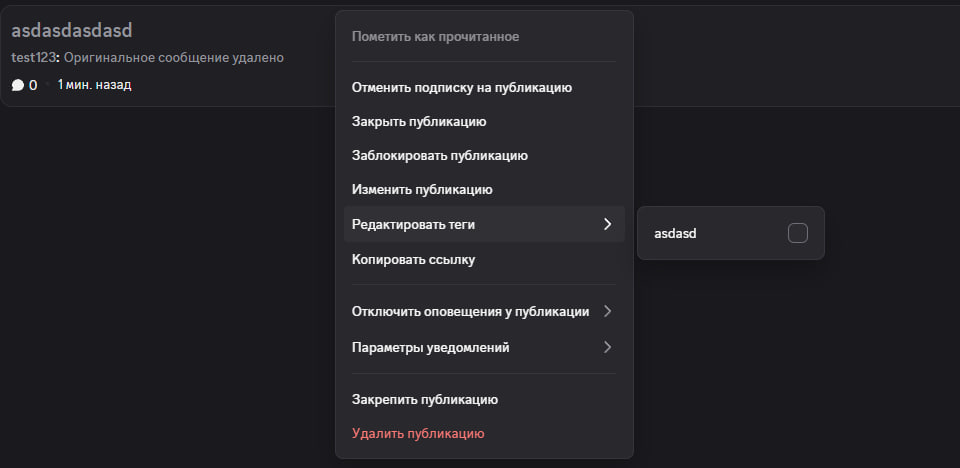 asdasdasdasd
test123: Оригинальное сообщение удалено
0 · 1 мин. назад
Пометить как прочитанное
Отменить подписку на публикацию
Закрыть публикацию
Заблокировать публикацию
Изменить публикацию
Редактировать теги
asdasd
Копировать ссылку
Отключить оповещения у публикации
Параметры уведомлений
Закрепить публикацию
Удалить публикацию